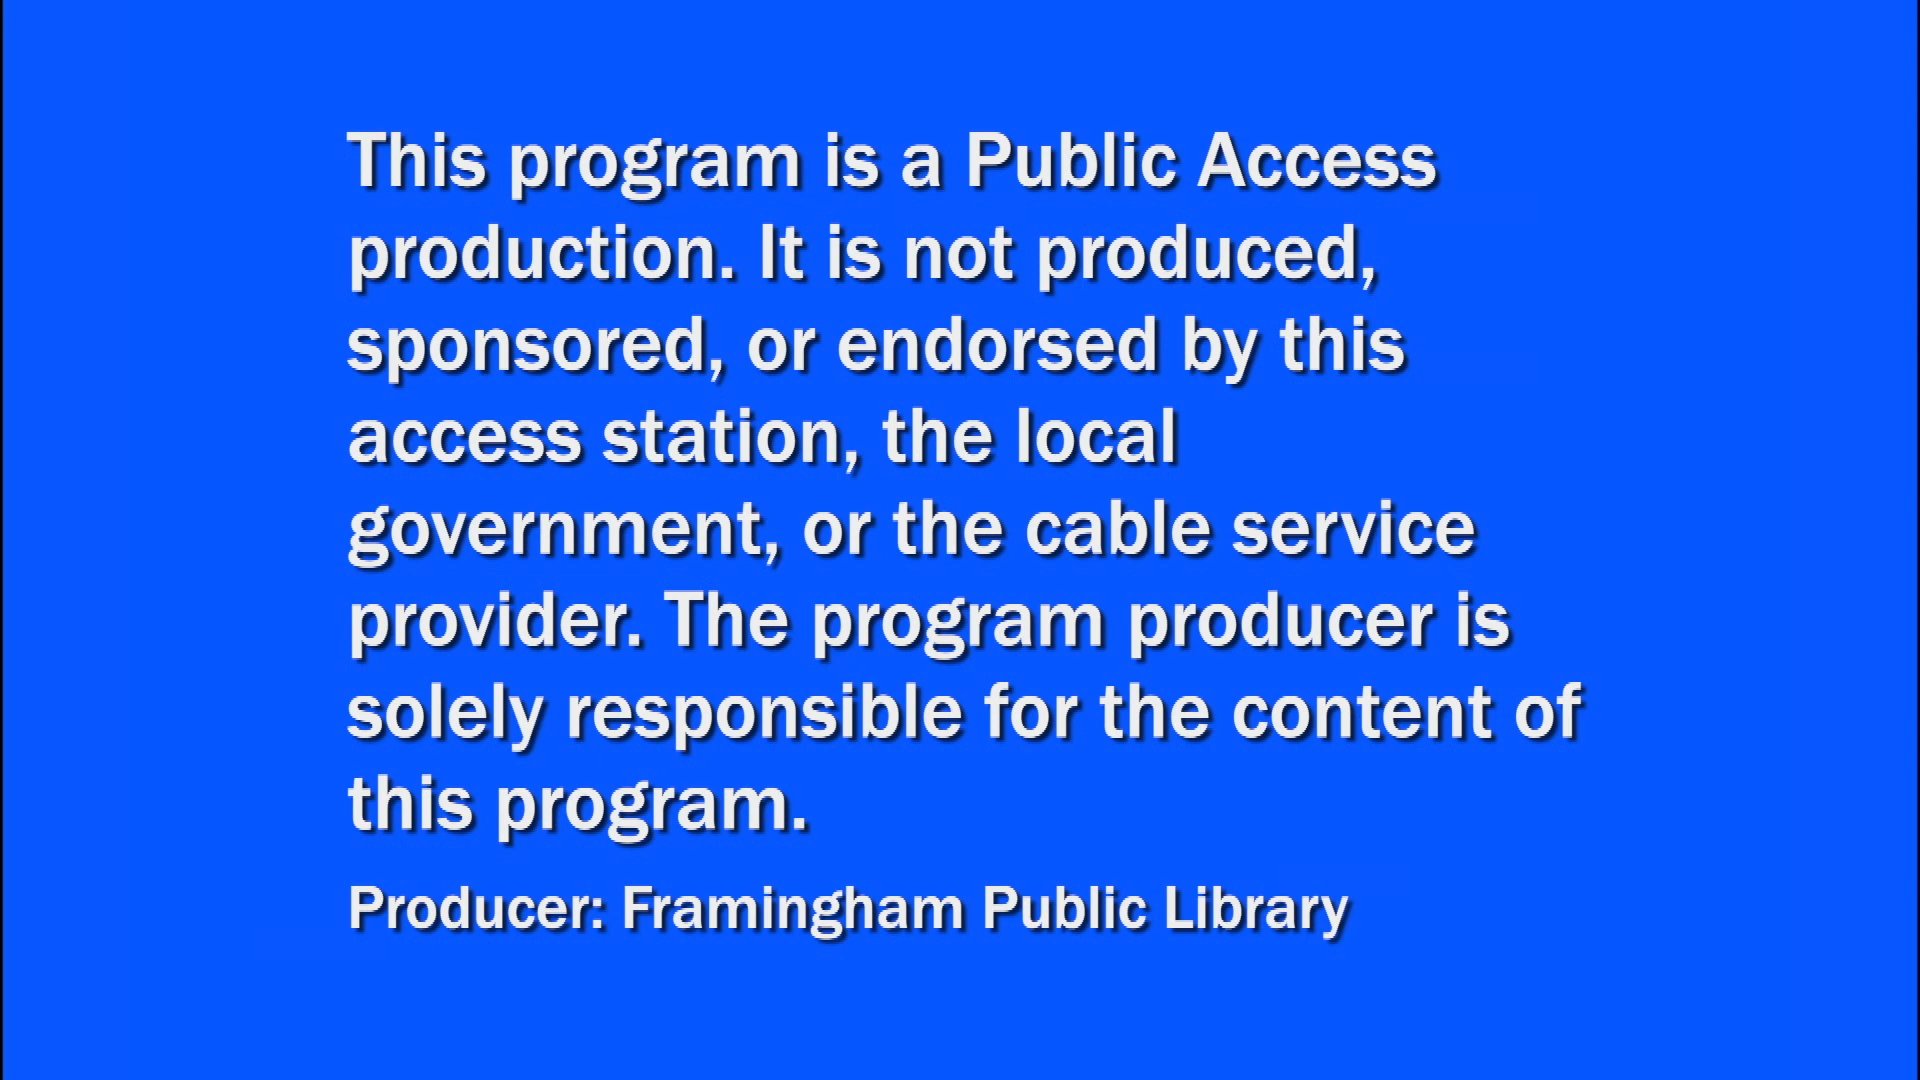 This program is a Public Access
production. It is not produced,
sponsored, or endorsed by this
access station, the local
government, or the cable service
provider. The program producer is
solely responsible for the content of
this program.
Producer: Framingham Public Library